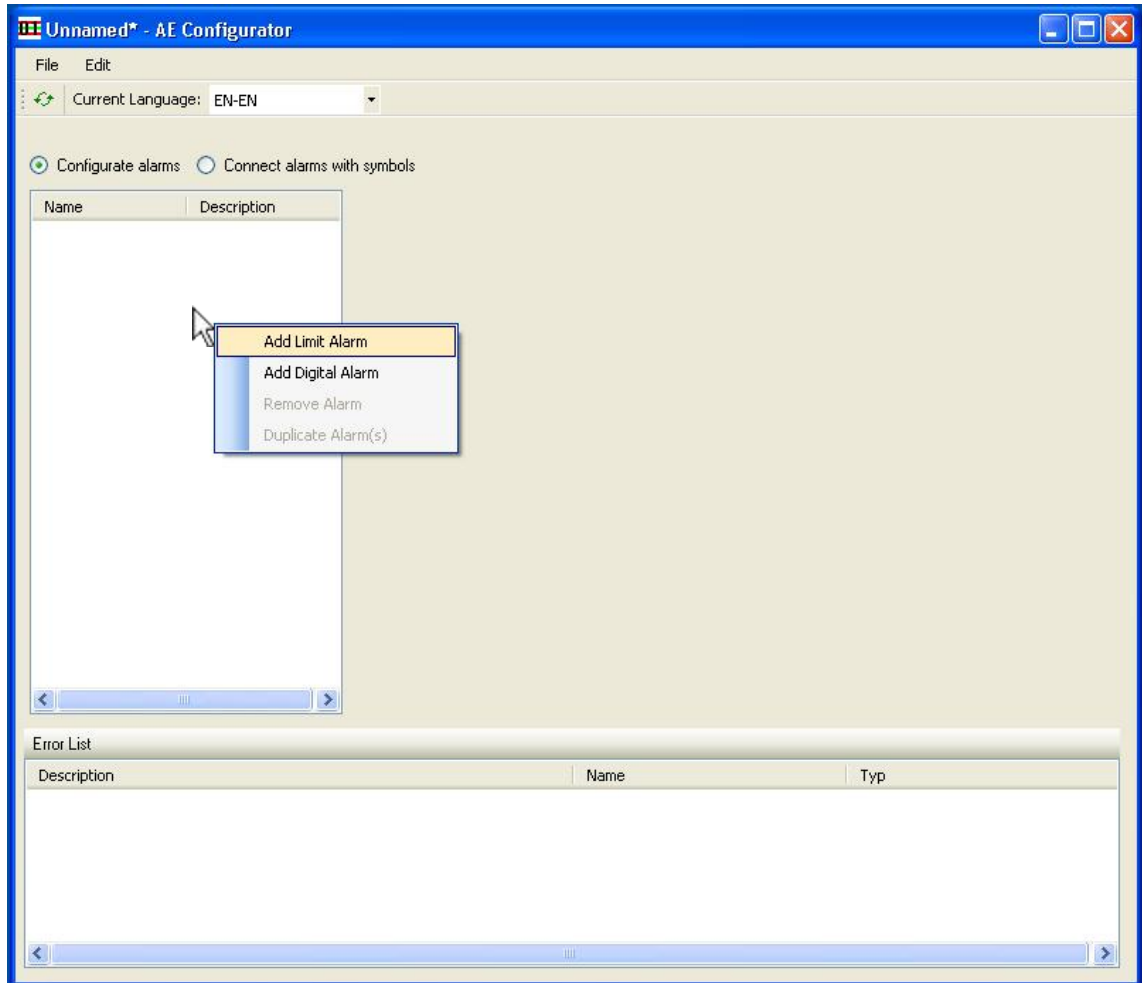 Unnamed* - AE Configurator
File Edit
Current Language: EN-EN
Configurate alarms Connect alarms with symbols
Name Description
Add Limit Alarm
Add Digital Alarm
Remove Alarm
Duplicate Alarm(s)
Error List
Description Name Typ